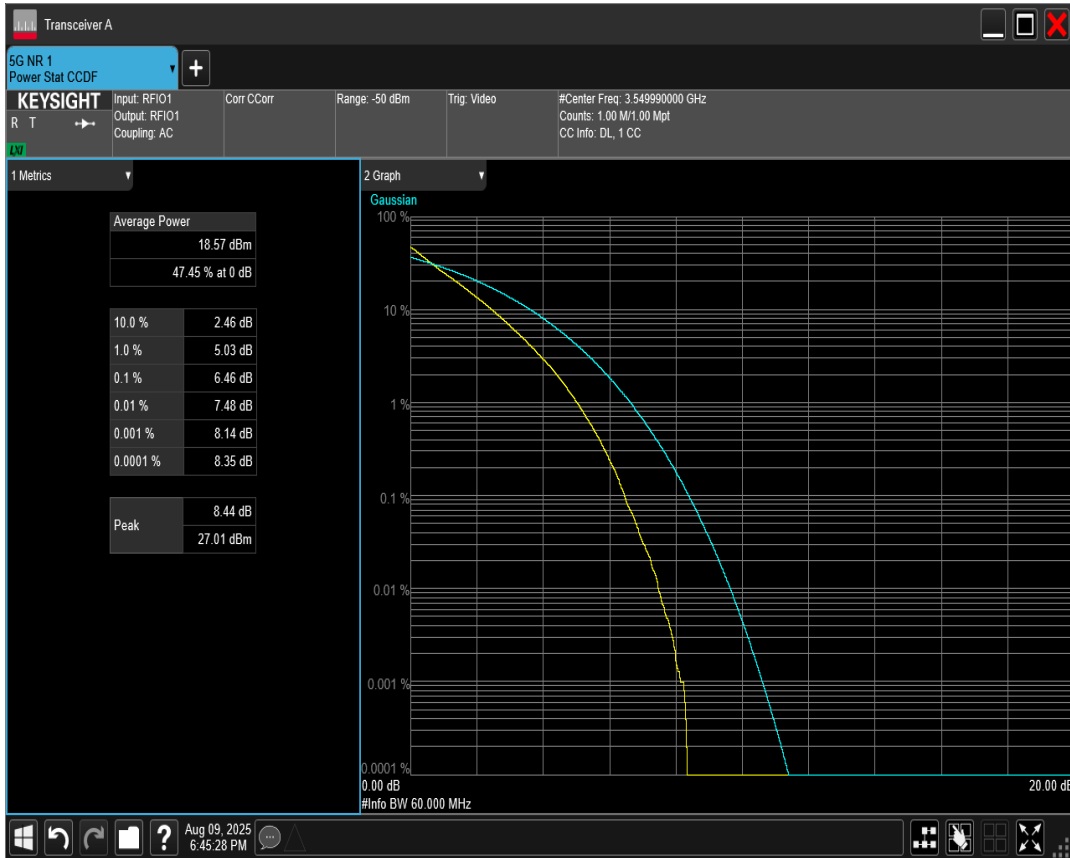 Transceiver A
5G NR 1
Power Stat CCDF
+
KEYSIGHT
R T
LXI
Input: RFIO1
Output: RFIO1
Coupling: AC
Corr CCorr
Range: -50 dBm
Trig: Video
#Center Freq: 3.549990000 GHz
Counts: 1.00 M/1.00 Mpt
CC Info: DL, 1 CC
1 Metrics
Average Power
18.57 dBm
47.45 % at 0 dB
10.0 % 2.46 dB
1.0 % 5.03 dB
0.1 % 6.46 dB
0.01 % 7.48 dB
0.001 % 8.14 dB
0.0001 % 8.35 dB
Peak 8.44 dB
27.01 dBm
2 Graph
Gaussian
100 %
10 %
1 %
0.1 %
0.01 %
0.001 %
0.0001 %
0.00 dB 20.00 dB
#Info BW 60.000 MHz
?
Aug 09, 2025
6:45:28 PM